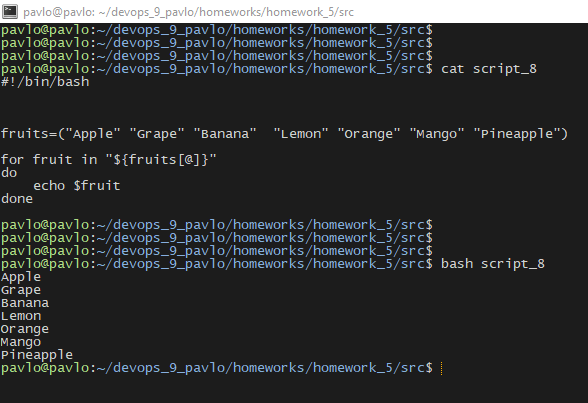 pavlo@pavlo: ~/devops_9_pavlo/homeworks/homework_5/src
pavlo@pavlo:~/devops_9_pavlo/homeworks/homework_5/src$
pavlo@pavlo:~/devops_9_pavlo/homeworks/homework_5/src$
pavlo@pavlo:~/devops_9_pavlo/homeworks/homework_5/src$
pavlo@pavlo:~/devops_9_pavlo/homeworks/homework_5/src$ cat script_8
#!/bin/bash
fruits=("Apple" "Grape" "Banana"  "Lemon" "Orange" "Mango" "Pineapple")
for fruit in "${fruits[@]}"
do
    echo $fruit
done
pavlo@pavlo:~/devops_9_pavlo/homeworks/homework_5/src$
pavlo@pavlo:~/devops_9_pavlo/homeworks/homework_5/src$
pavlo@pavlo:~/devops_9_pavlo/homeworks/homework_5/src$
pavlo@pavlo:~/devops_9_pavlo/homeworks/homework_5/src$ bash script_8
Apple
Grape
Banana
Lemon
Orange
Mango
Pineapple
pavlo@pavlo:~/devops_9_pavlo/homeworks/homework_5/src$